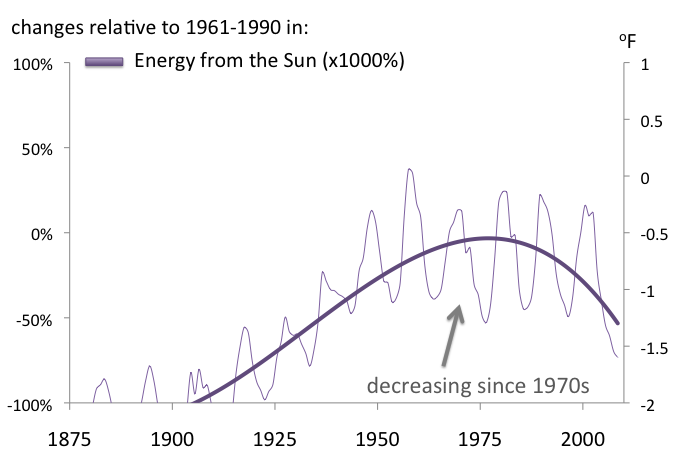 changes relative to 1961-1990 in:
ºF
Energy from the Sun (x1000%)
100%
1
50%
0.5
0
0%
-0.5
-1
-50%
-1.5
decreasing since 1970s
-100%
-2
1875 1900 1925 1950 1975 2000